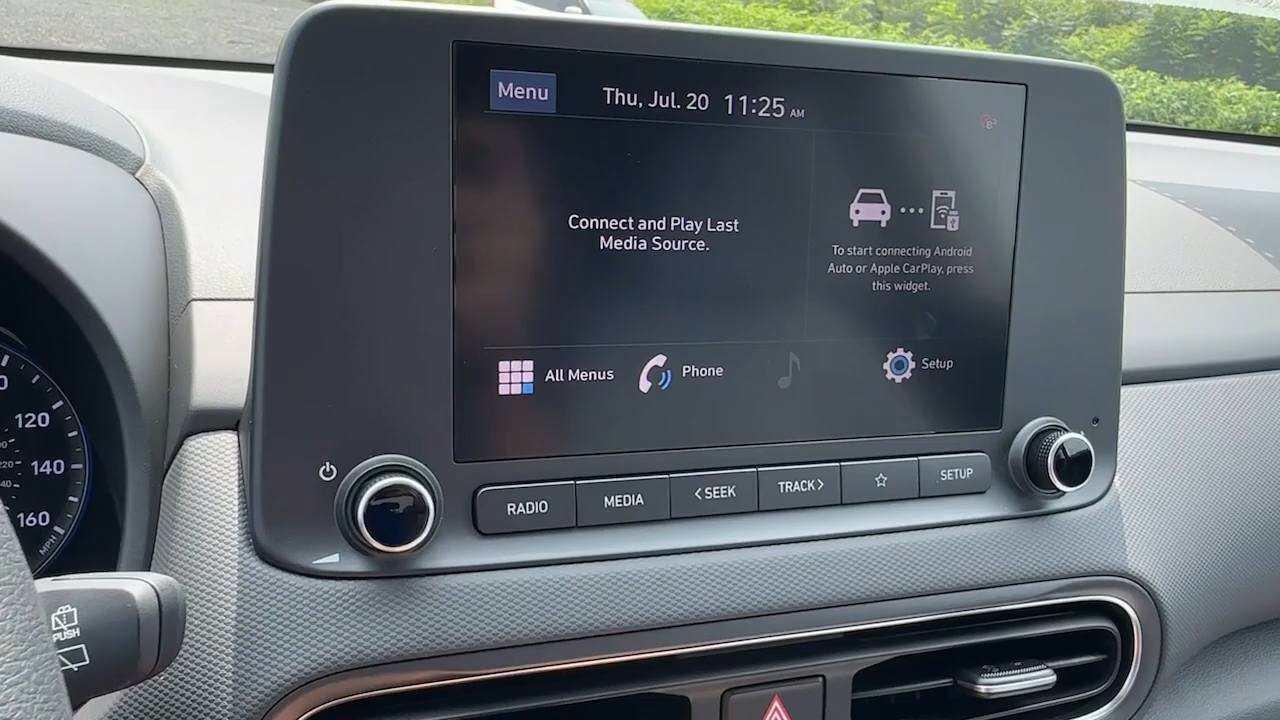 Menu
Thu, Jul. 20 11:25 AM
Connect and Play Last
Media Source.
To start connecting Android
Auto or Apple CarPlay, press
this widget.
All Menus
Phone
Setup
RADIO
MEDIA
< SEEK
TRACK >
☆
SETUP
120
140
160
MPH
220
PUSH